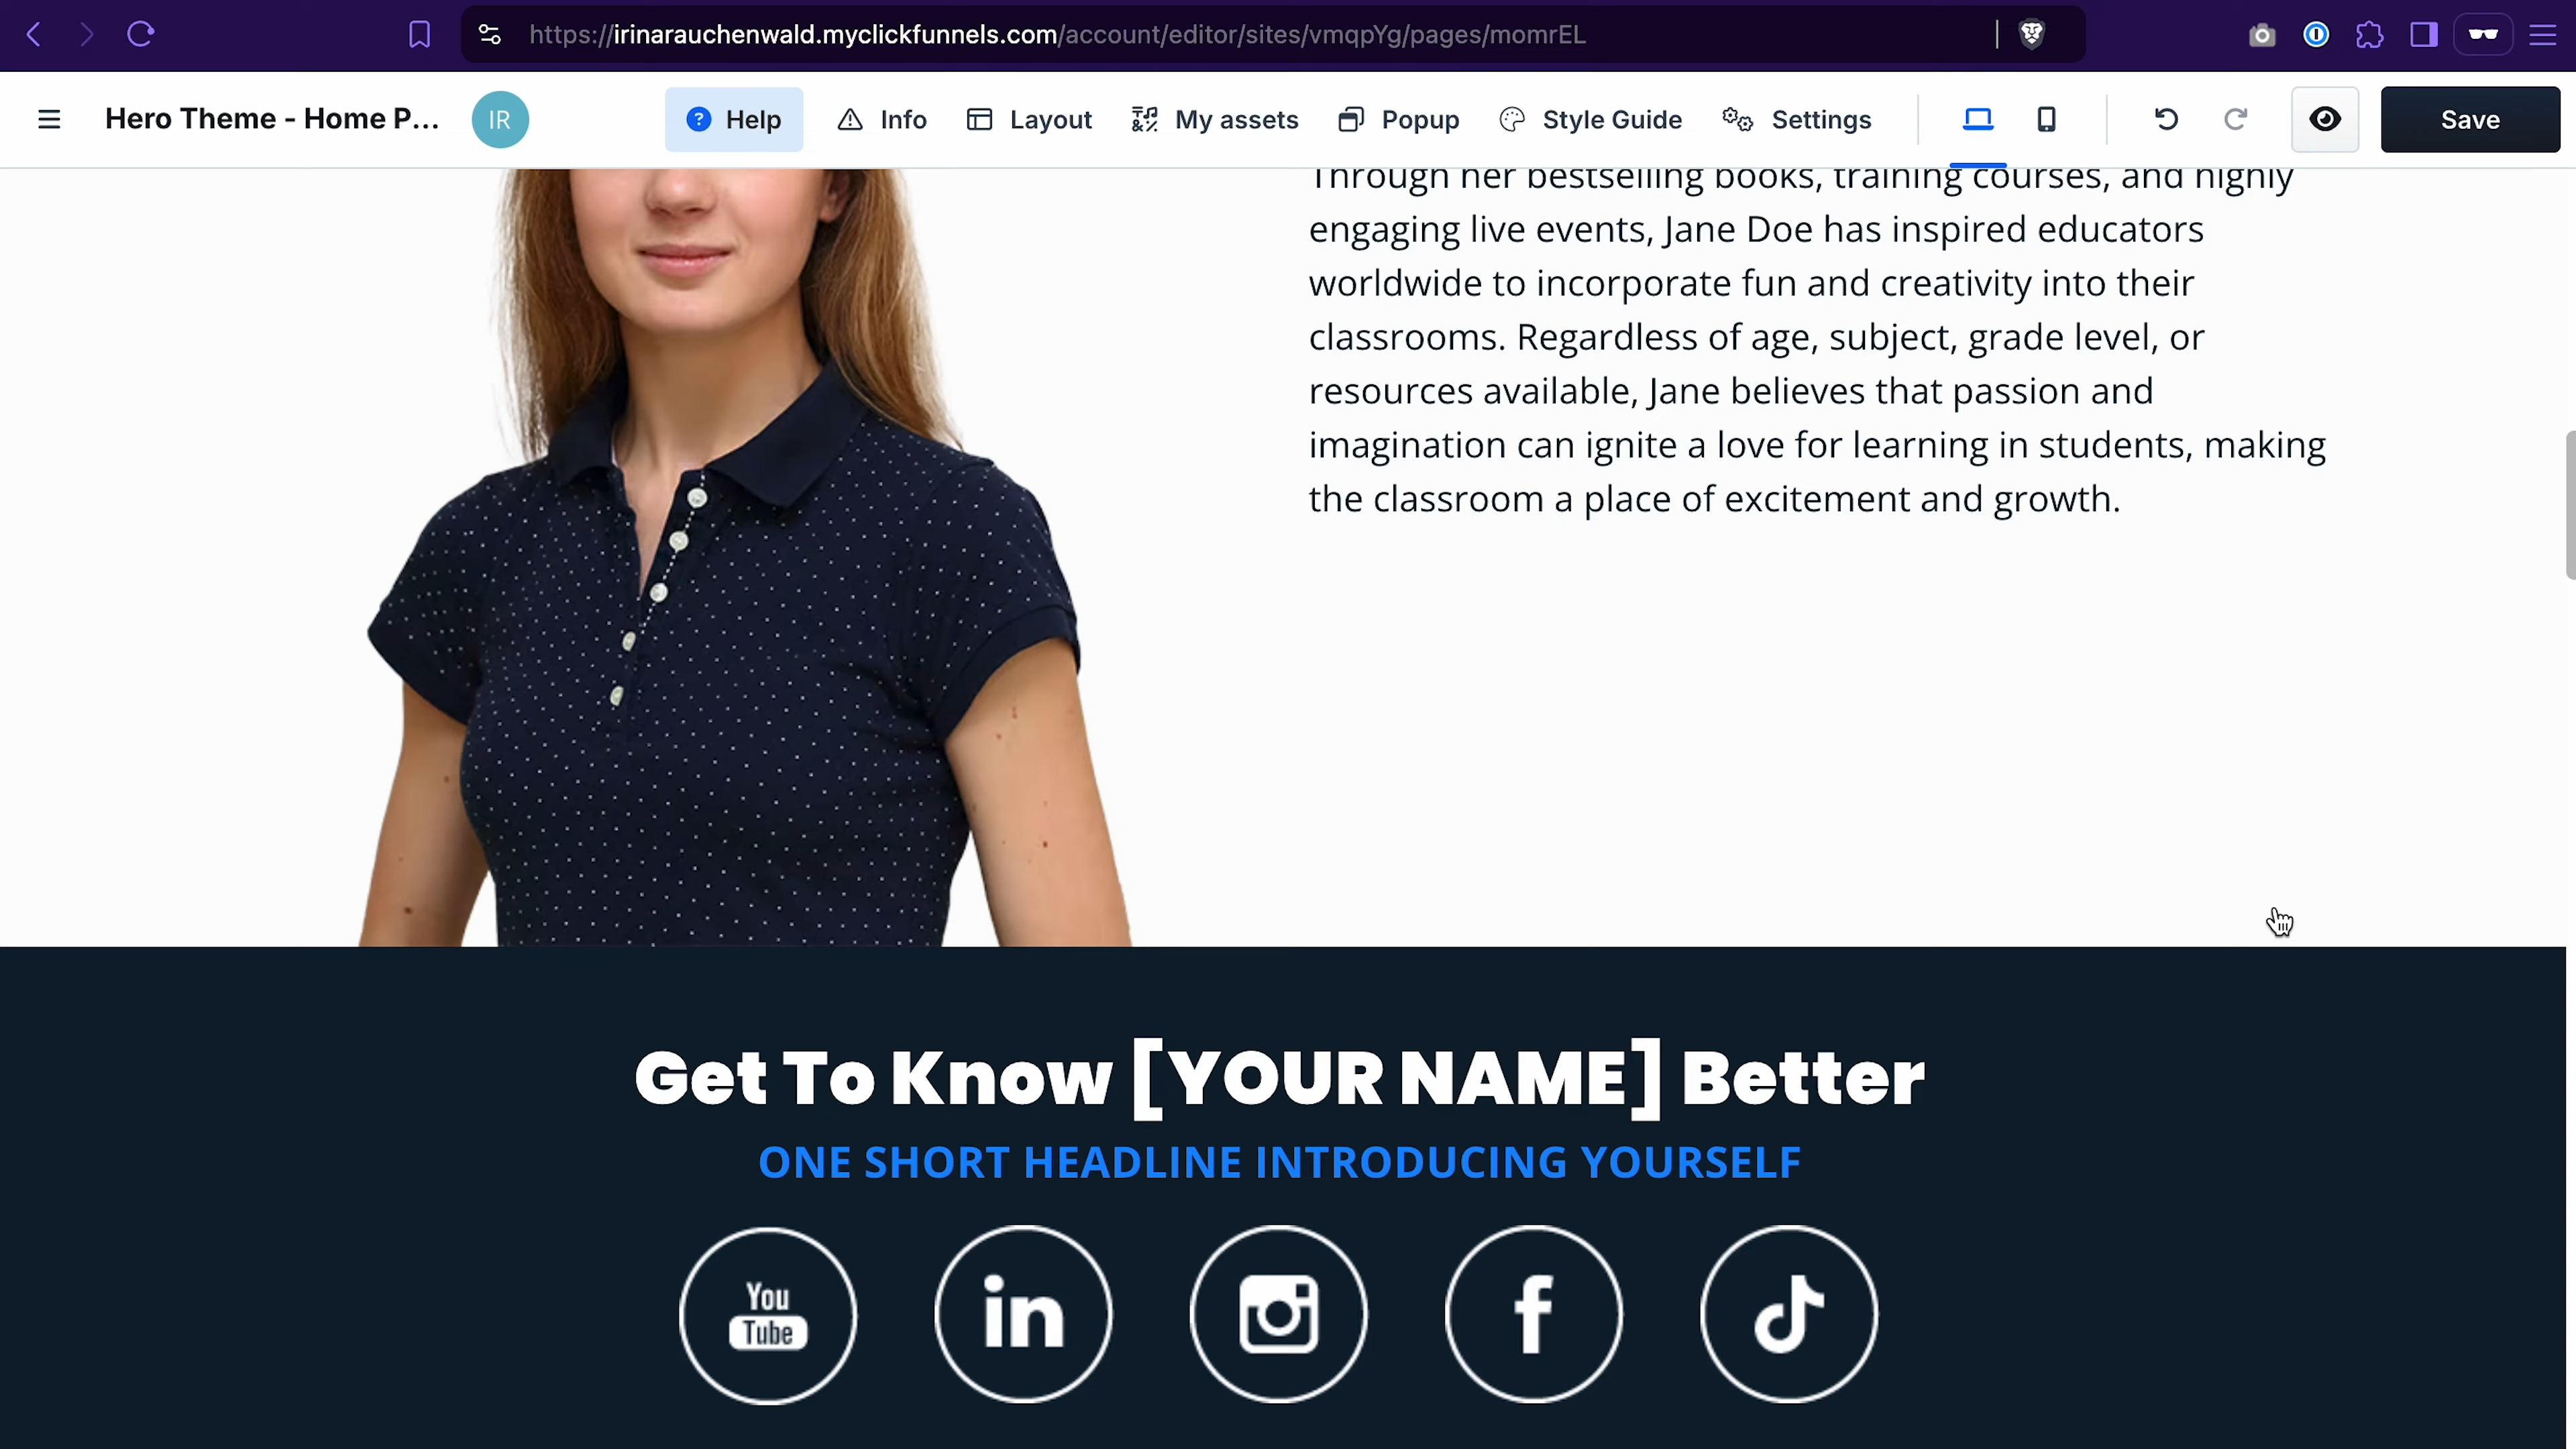 https://irinarauchenwald.myclickfunnels.com/account/editor/sites/vmqpYg/pages/momrEL
Hero Theme - Home P... IR Help Info Layout My assets Popup Style Guide Settings Save
Through her bestselling books, training courses, and highly
engaging live events, Jane Doe has inspired educators
worldwide to incorporate fun and creativity into their
classrooms. Regardless of age, subject, grade level, or
resources available, Jane believes that passion and
imagination can ignite a love for learning in students, making
the classroom a place of excitement and growth.
Get To Know [YOUR NAME] Better
ONE SHORT HEADLINE INTRODUCING YOURSELF
You
Tube in f